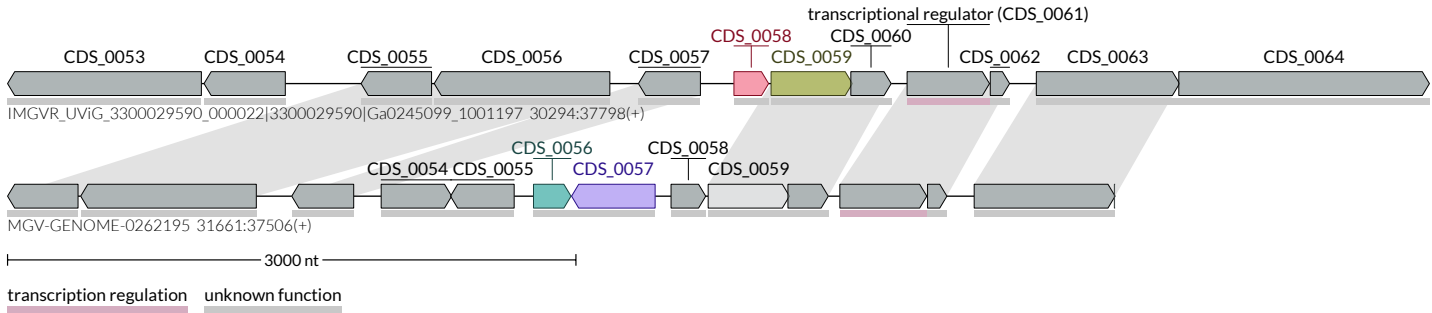 transcriptional regulator (CDS_0061)
CDS_0058 CDS_0060
CDS_0053 CDS_0054 CDS_0055 CDS_0056 CDS_0057 CDS_0059 CDS_0062 CDS_0063 CDS_0064
IMGVR_UViG_3300029590_000022|3300029590|Ga0245099_1001197 30294:37798(+)
CDS_0056 CDS_0058
CDS_0054 CDS_0055 CDS_0057 CDS_0059
MGV-GENOME-0262195 31661:37506(+)
3000 nt
transcription regulation unknown function